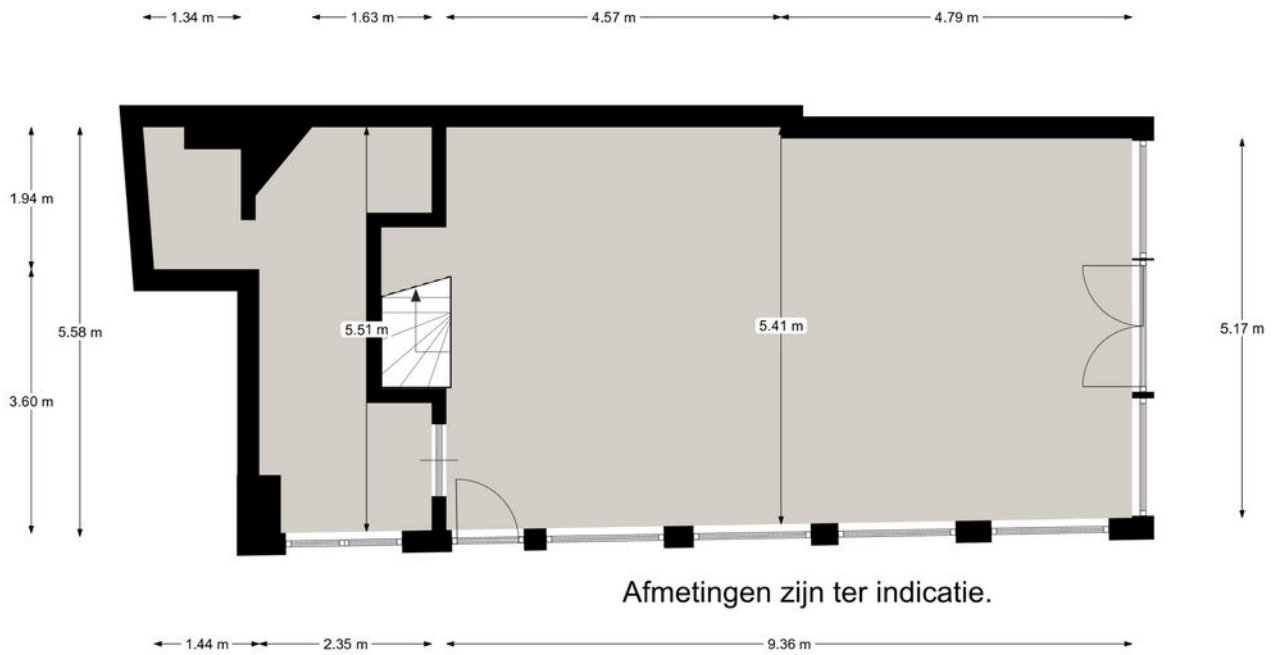 1.34 m
1.63 m
4.57 m
4.79 m
1.94 m
5.58 m
5.51 m
5.41 m
5.17 m
3.60 m
Afmetingen zijn ter indicatie.
1.44 m
2.35 m
9.36 m